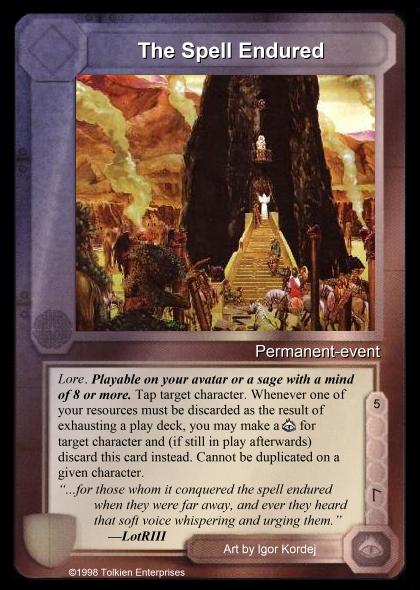 The Spell Endured
Permanent-event
Lore. Playable on your avatar or a sage with a mind
of 8 or more. Tap target character. Whenever one of
your resources must be discarded as the result of
exhausting a play deck, you may make a for
target character and (if still in play afterwards)
discard this card instead. Cannot be duplicated on a
given character.
“...for those whom it conquered the spell endured
when they were far away, and ever they heard
that soft voice whispering and urging them.”
—LotRIII
5
Art by Igor Kordej
©1998 Tolkien Enterprises